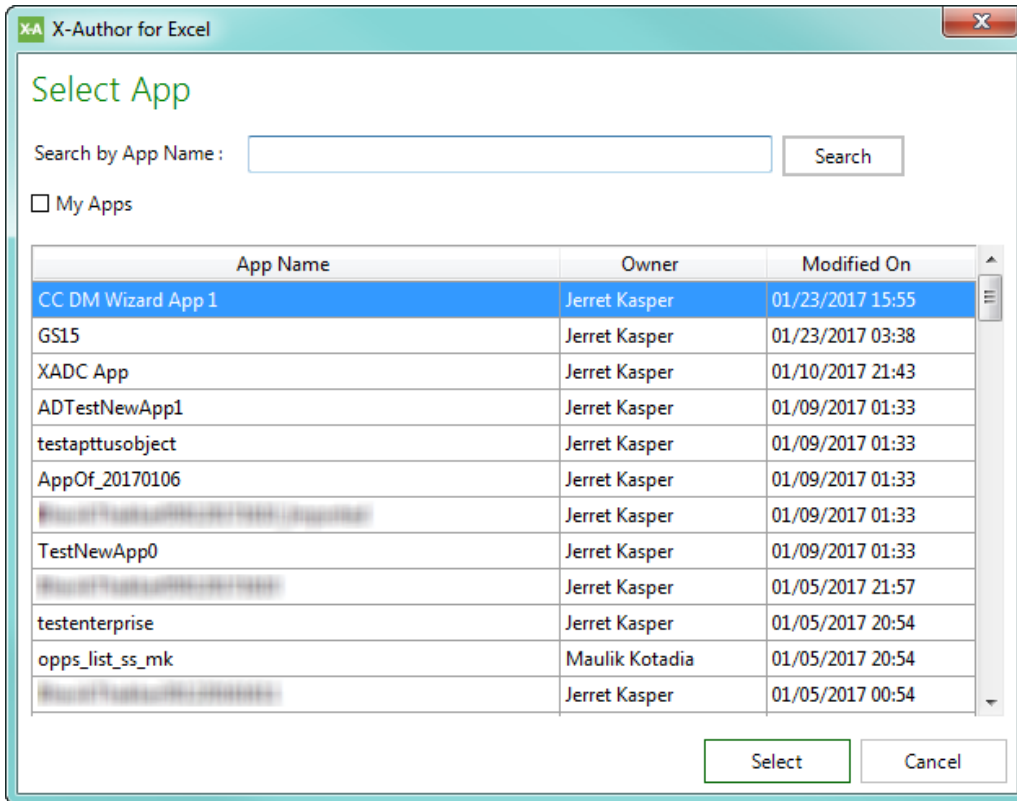 X-A X-Author for Excel
Select App
Search by App Name : Search
My Apps
App Name Owner Modified On
CC DM Wizard App 1 Jerret Kasper 01/23/2017 15:55
GS15 Jerret Kasper 01/23/2017 03:38
XADC App Jerret Kasper 01/10/2017 21:43
ADTestNewApp1 Jerret Kasper 01/09/2017 01:33
testapttusobject Jerret Kasper 01/09/2017 01:33
AppOf_20170106 Jerret Kasper 01/09/2017 01:33
Jerret Kasper 01/09/2017 01:33
TestNewApp0 Jerret Kasper 01/09/2017 01:33
Jerret Kasper 01/05/2017 21:57
testenterprise Jerret Kasper 01/05/2017 20:54
opps_list_ss_mk Maulik Kotadia 01/05/2017 20:54
Jerret Kasper 01/05/2017 00:54
Select Cancel